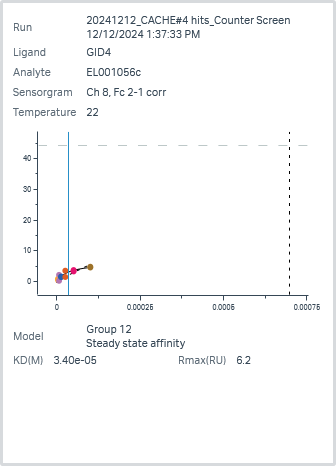 Run 20241212_CACHE#4 hits_Counter Screen
12/12/2024 1:37:33 PM
Ligand GID4
Analyte EL001056c
Sensorgram Ch 8, Fc 2-1 corr
Temperature 22
40
30
20
10
0
0 0.00025 0.0005 0.00075
Model Group 12
Steady state affinity
KD(M) 3.40e-05 Rmax(RU) 6.2